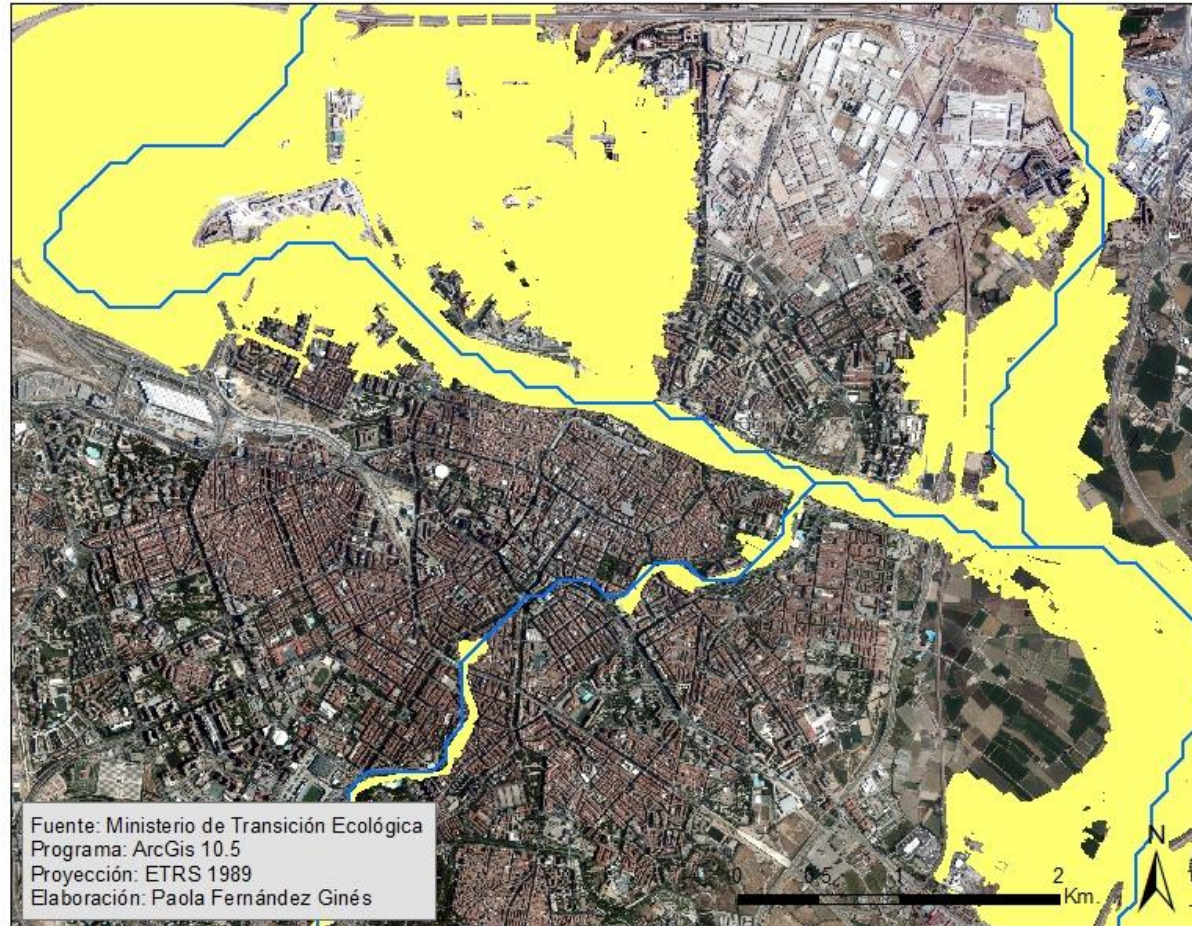 Fuente: Ministerio de Transición Ecológica
Programa: ArcGis 10.5
Proyección: ETRS 1989
Elaboración: Paola Fernández Ginés
0 0,5 1 2
Km.
N